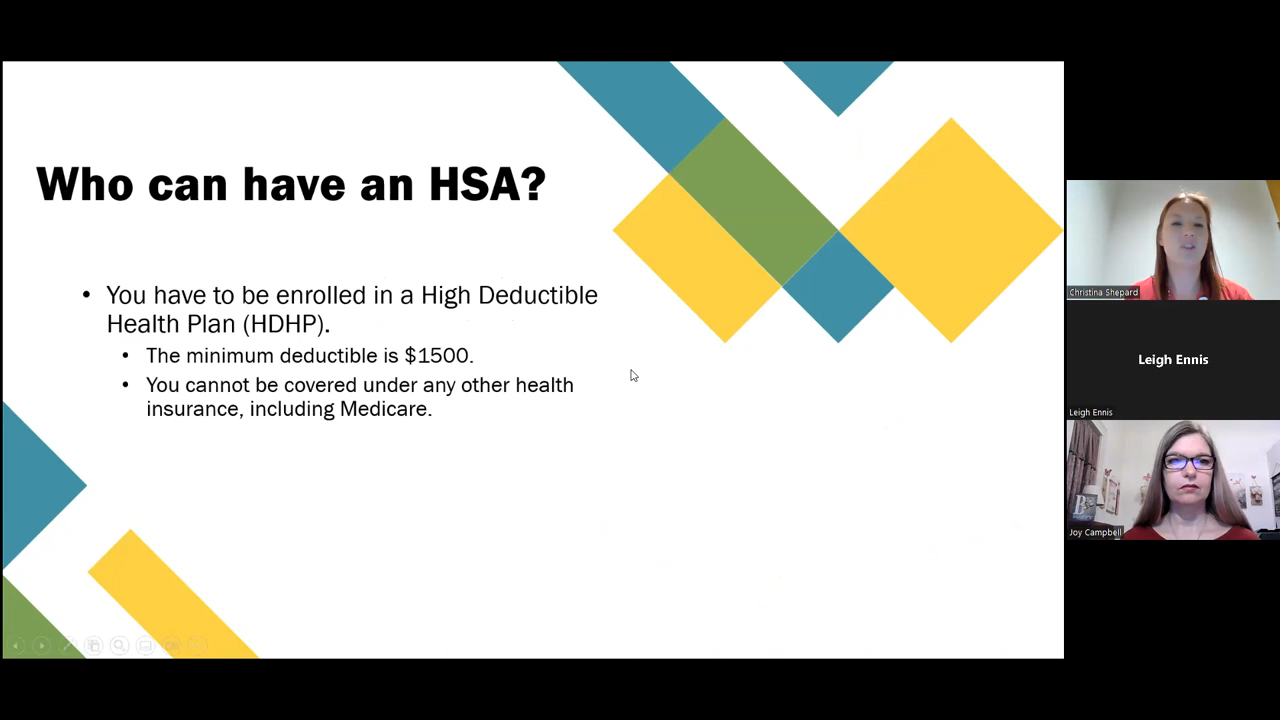 Who can have an HSA?
• You have to be enrolled in a High Deductible
Health Plan (HDHP).
• The minimum deductible is $1500.
• You cannot be covered under any other health
insurance, including Medicare.
Christina Shepard
Leigh Ennis
Leigh Ennis
Joy Campbell